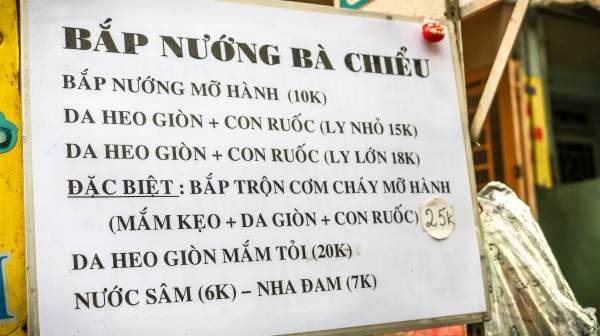 BẮP NƯỚNG BÀ CHIỂU
BẮP NƯỚNG MỠ HÀNH (10K)
DA HEO GIÒN + CON RUỐC (LY NHỎ 15K)
DA HEO GIÒN + CON RUỐC (LY LỚN 18K)
ĐẶC BIỆT : BẮP TRỘN CƠM CHÁY MỠ HÀNH
(MẮM KẸO + DA GIÒN + CON RUỐC) 25K
DA HEO GIÒN MẮM TỎI (20K)
NƯỚC SÂM (6K) – NHA ĐAM (7K)